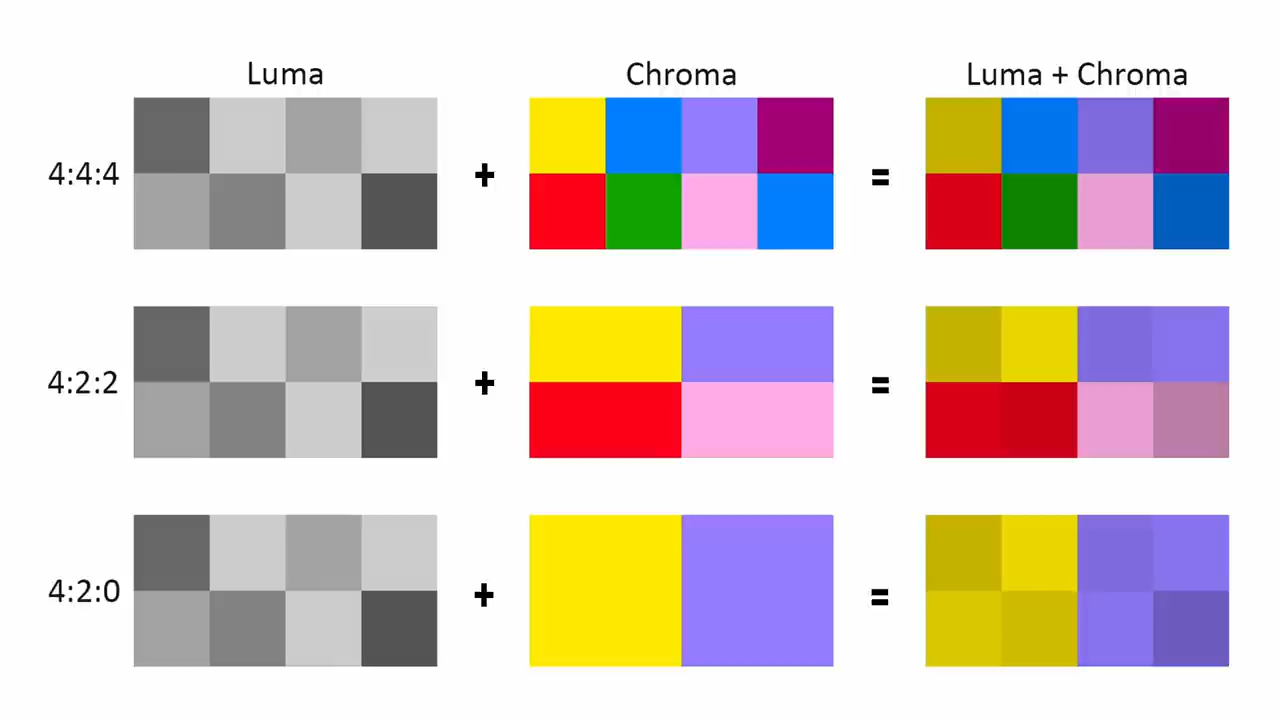 Luma Chroma Luma + Chroma
4:4:4 + =
4:2:2 + =
4:2:0 + =